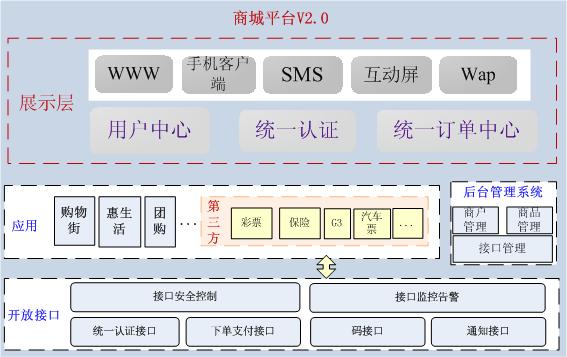 商城平台V2.0
展示层
WWW
手机客户
端
SMS
互动屏
Wap
用户中心
统一认证
统一订单中心
应用
购物
街
惠生
活
团
购
...
第
三
方
彩票
保险
G3
汽车
票
...
后台管理系统
商户
管理
商品
管理
接口管理
开放接口
接口安全控制
接口监控告警
统一认证接口
下单支付接口
码接口
通知接口